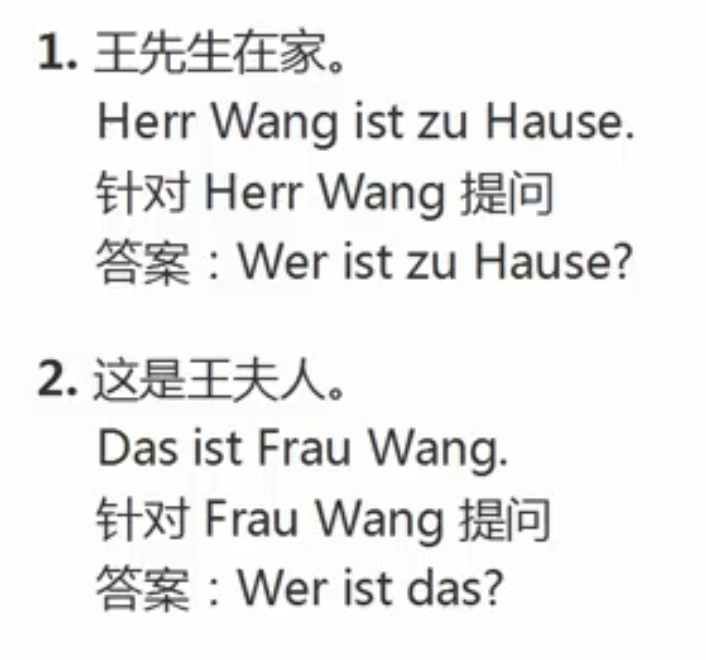 1. 王先生在家。
Herr Wang ist zu Hause.
针对 Herr Wang 提问
答案：Wer ist zu Hause?
2. 这是王夫人。
Das ist Frau Wang.
针对 Frau Wang 提问
答案：Wer ist das?